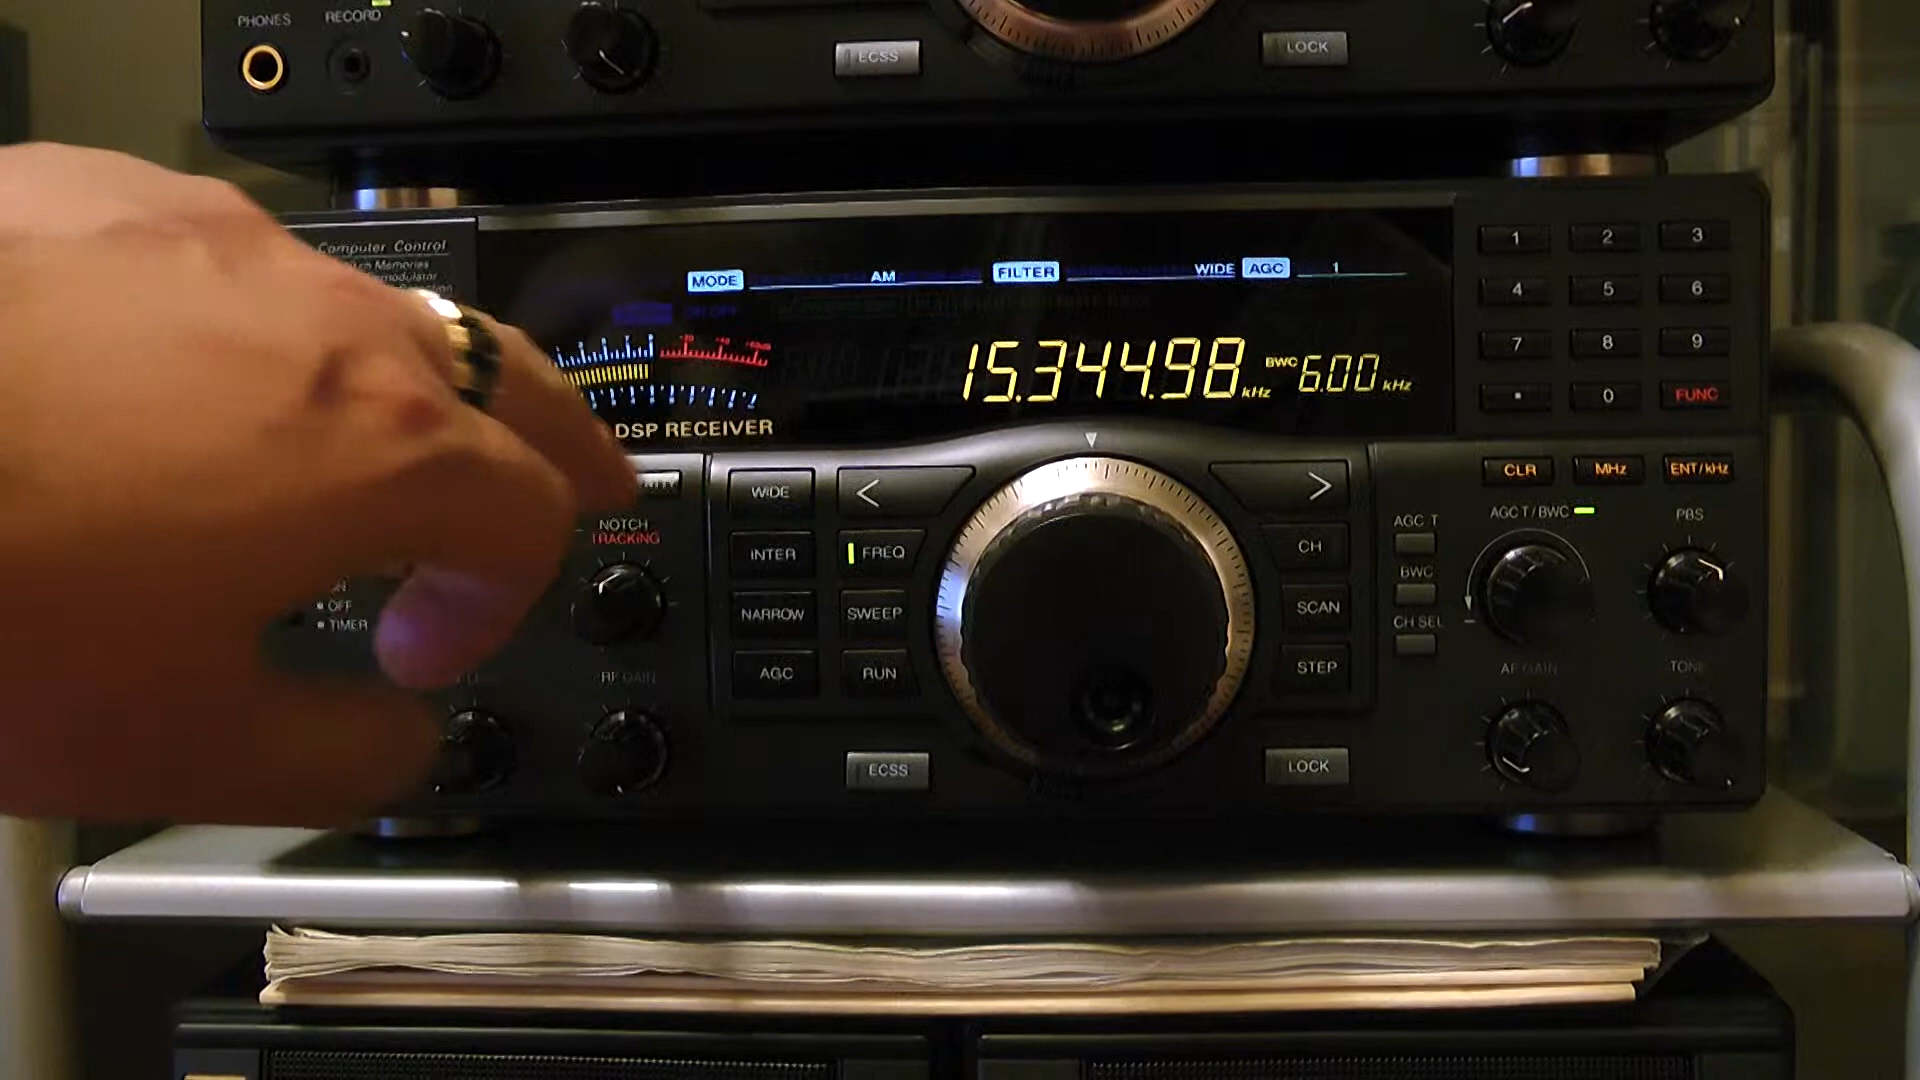 PHONES
RECORD
ECSS
LOCK
Computer Control
Memories
MODE AM FILTER WIDE AGC 1
15.344.98 kHz BWC 6.00 kHz
DSP RECEIVER
1 2 3
4 5 6
7 8 9
. 0 FUNC
CLR MHz ENT/kHz
WIDE < >
NOTCH
TRACKING
INTER FREQ CH
NARROW SWEEP SCAN
AGC RUN STEP
ECSS LOCK
AGC T
BWC
CH SEL
AGC T / BWC PBS
AF GAIN TONE
OFF
TIMER
RF GAIN